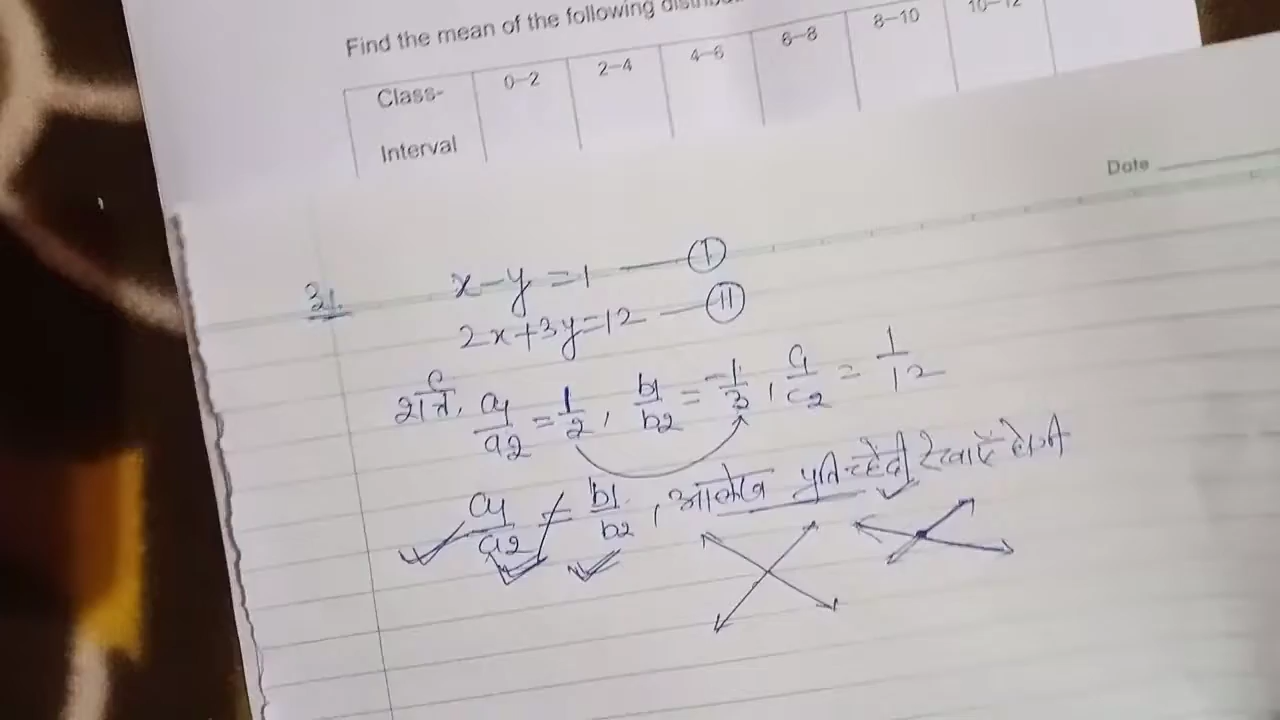 Find the mean of the following
Class- 0–2 2–4 4–6 6–8 8–10 10–12
Interval
Date
31. x-y=1 — I
2x+3y=12 — II
a1/a2 = 1/2, b1/b2 = -1/3, c1/c2 = 1/12
a1/a2 ≠ b1/b2, आलेख प्रतिच्छेदी रेखाएँ होगी